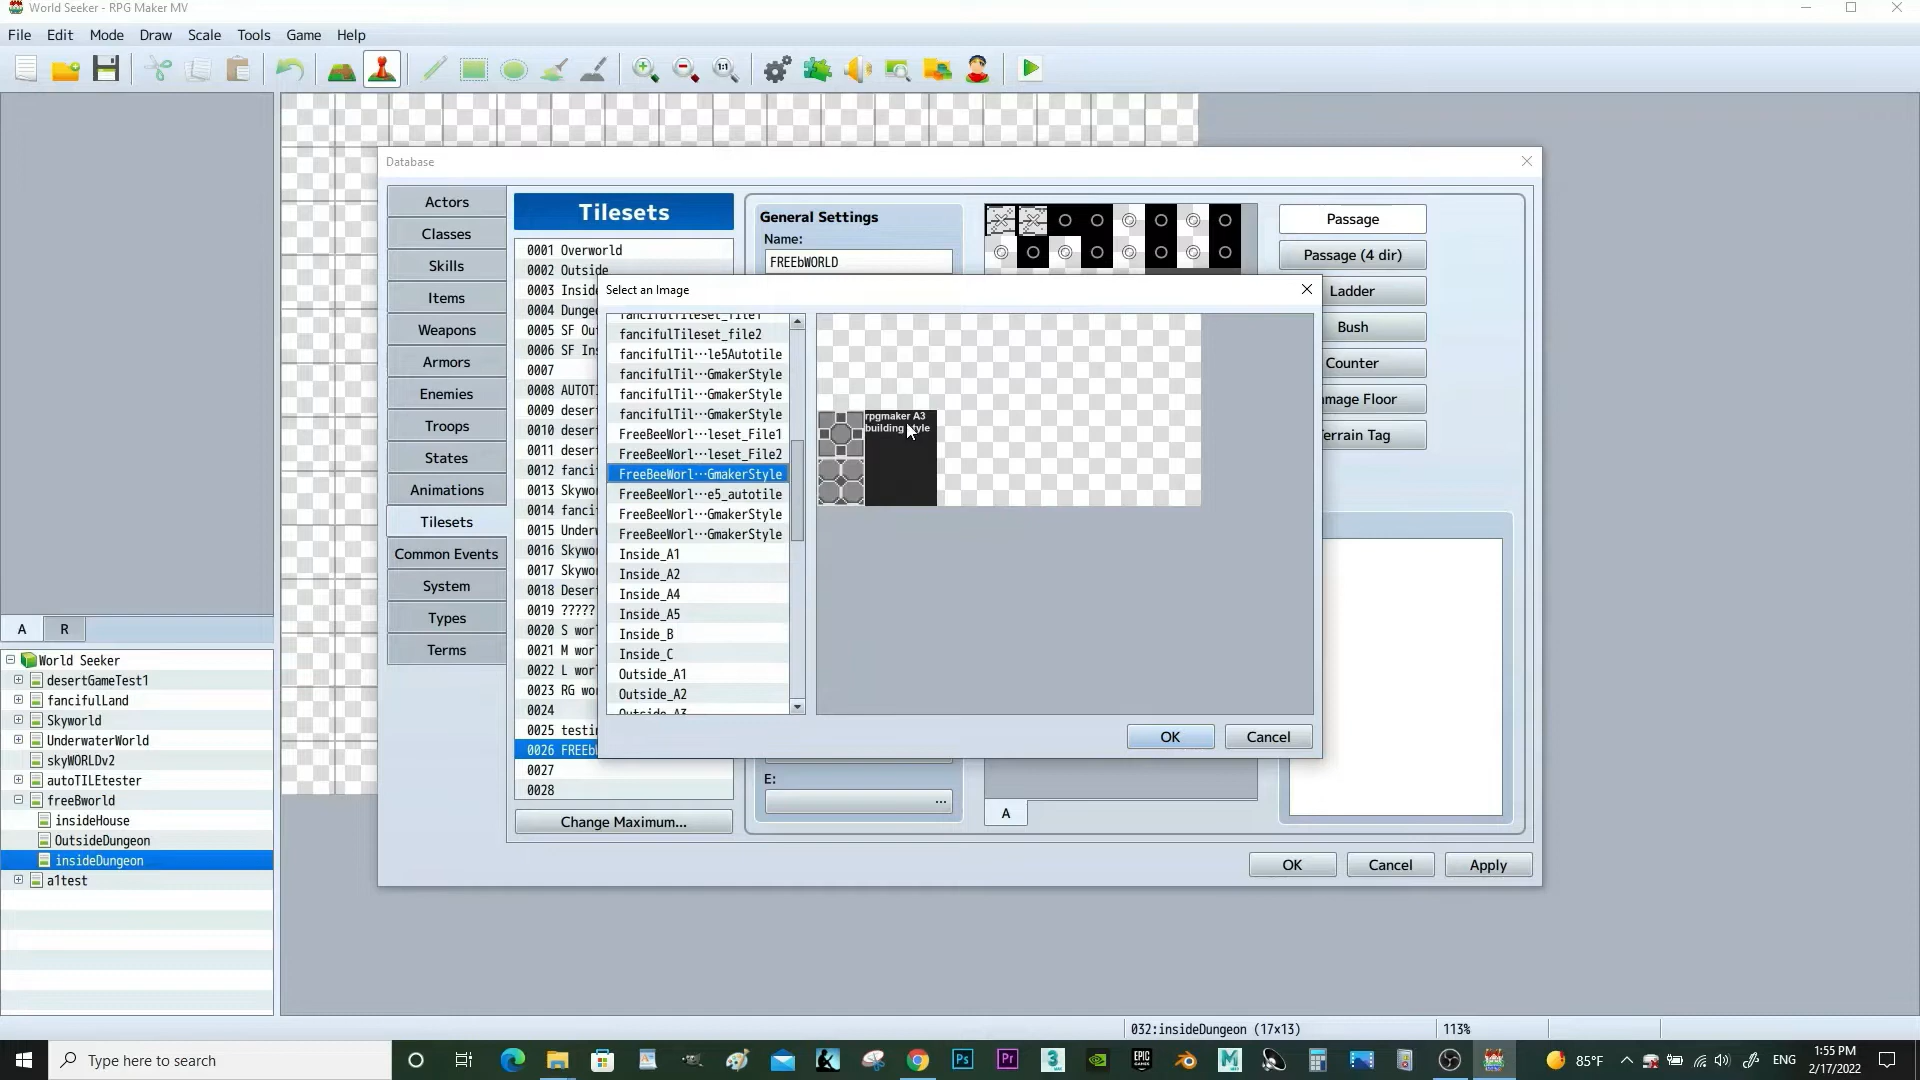 World Seeker - RPG Maker MV
File Edit Mode Draw Scale Tools Game Help
Database
Actors
Classes
Skills
Items
Weapons
Armors
Enemies
Troops
States
Animations
Tilesets
Common Events
System
Types
Terms
Tilesets
0001 Overworld
0002 Outside
0003 Insid
0004 Dunge
0005 SF Ou
0006 SF In
0007
0008 AUTOT
0009 deser
0010 deser
0011 deser
0012 fanci
0013 Skywo
0014 fanci
0015 Under
0016 Skywo
0017 Skywo
0018 Deser
0019 ?????
0020 S wor
0021 M wor
0022 L wor
0023 RG wo
0024
0025 testi
0026 FREEb
0027
0028
Change Maximum...
General Settings
Name:
FREEbWORLD
E:
...
A
Passage
Passage (4 dir)
Ladder
Bush
Counter
mage Floor
errain Tag
Select an Image
fancifulTileset_file1
fancifulTileset_file2
fancifulTil···le5Autotile
fancifulTil···GmakerStyle
fancifulTil···GmakerStyle
fancifulTil···GmakerStyle
FreeBeeWorl···leset_File1
FreeBeeWorl···leset_File2
FreeBeeWorl···GmakerStyle
FreeBeeWorl···e5_autotile
FreeBeeWorl···GmakerStyle
FreeBeeWorl···GmakerStyle
Inside_A1
Inside_A2
Inside_A4
Inside_A5
Inside_B
Inside_C
Outside_A1
Outside_A2
Outside_A3
rpgmaker A3
building style
OK Cancel
OK Cancel Apply
A R
World Seeker
desertGameTest1
fancifulLand
Skyworld
UnderwaterWorld
skyWORLDv2
autoTILEtester
freeBworld
insideHouse
OutsideDungeon
insideDungeon
a1test
032:insideDungeon (17x13) 113%
Type here to search
85°F
ENG
1:55 PM
2/17/2022